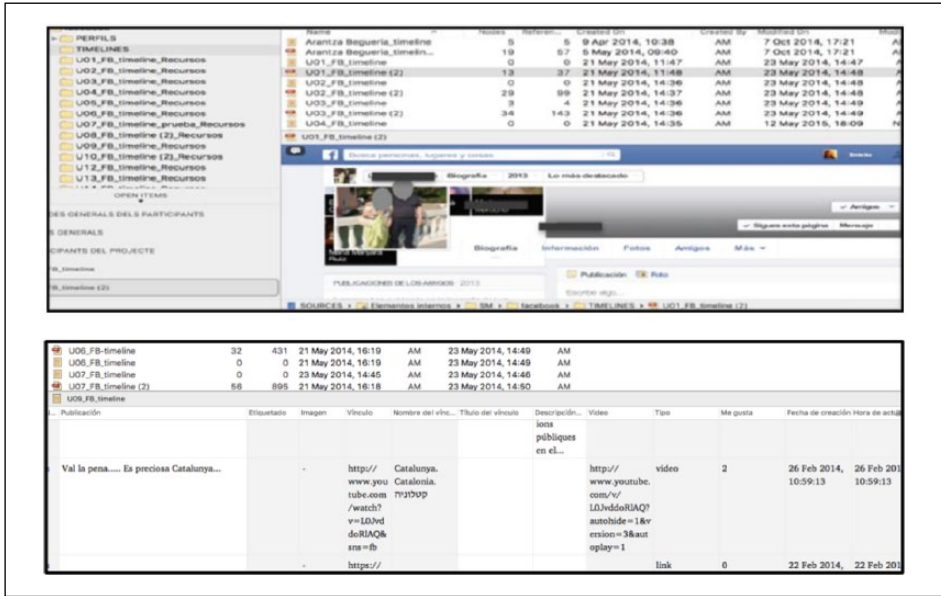 PERFILS
TIMELINES
U01_FB_timeline_Recursos
U02_FB_timeline_Recursos
U03_FB_timeline_Recursos
U04_FB_timeline_Recursos
U05_FB_timeline_Recursos
U06_FB_timeline_Recursos
U07_FB_timeline_prueba_Recursos
U08_FB_timeline (2)_Recursos
U09_FB_timeline_Recursos
U10_FB_timeline (2)_Recursos
U12_FB_timeline_Recursos
U13_FB_timeline_Recursos
OPEN ITEMS
DES GENERALS DELS PARTICIPANTS
S GENERALS
CIPANTS DEL PROJECTE
FB_timeline
FB_timeline (2)
Name Nodes Referen... Created On Created By Modified On
Arantza Begueria_timeline 5 5 9 Apr 2014, 10:38 AM 7 Oct 2014, 17:21
Arantza Begueria_timelin... 19 57 5 May 2014, 09:40 AM 7 Oct 2014, 17:21
U01_FB_timeline 0 0 21 May 2014, 11:47 AM 23 May 2014, 14:47
U01_FB_timeline (2) 13 37 21 May 2014, 11:48 AM 23 May 2014, 14:48
U02_FB_timeline 0 0 21 May 2014, 14:36 AM 23 May 2014, 14:48
U02_FB_timeline (2) 29 99 21 May 2014, 14:37 AM 23 May 2014, 14:48
U03_FB_timeline 3 4 21 May 2014, 14:36 AM 23 May 2014, 14:49
U03_FB_timeline (2) 34 143 21 May 2014, 14:36 AM 23 May 2014, 14:49
U04_FB_timeline 0 0 21 May 2014, 14:35 AM 12 May 2015, 18:09
U01_FB_timeline (2)
Busca personas, lugares y cosas
Inicio
Biografía 2013 Lo más destacado
Amigos
Sigues esta página Mensaje
Biografía Información Fotos Amigos Más
PUBLICACIONES DE LOS AMIGOS 2013
Publicación Foto
Escribe algo...
SOURCES Elementos internos SM facebook TIMELINES U01_FB_timeline (2)
U06_FB-timeline 32 431 21 May 2014, 16:19 AM 23 May 2014, 14:49 AM
U06_FB_timeline 0 0 21 May 2014, 16:19 AM 23 May 2014, 14:49 AM
U07_FB_timeline 0 0 23 May 2014, 14:45 AM 23 May 2014, 14:46 AM
U07_FB_timeline (2) 56 895 21 May 2014, 16:18 AM 23 May 2014, 14:50 AM
U09_FB_timeline
Publicación Etiquetado Imagen Vínculo Nombre del vínc... Título del vínculo Descripción... Video Tipo Me gusta Fecha de creación Hora de actua
ions
públiques
en el...
Val la pena..... Es preciosa Catalunya... - http:// Catalunya. http:// video 2 26 Feb 2014, 26 Feb 201
www.you Catalonia. www.youtube. 10:59:13 10:59:13
tube.com קטלוניה com/v/
/watch? L0JvddoRlAQ?
v=L0Jvd autohide=1&v
doRlAQ& ersion=3&aut
sns=fb oplay=1
- https:// link 0 22 Feb 2014, 22 Feb 201